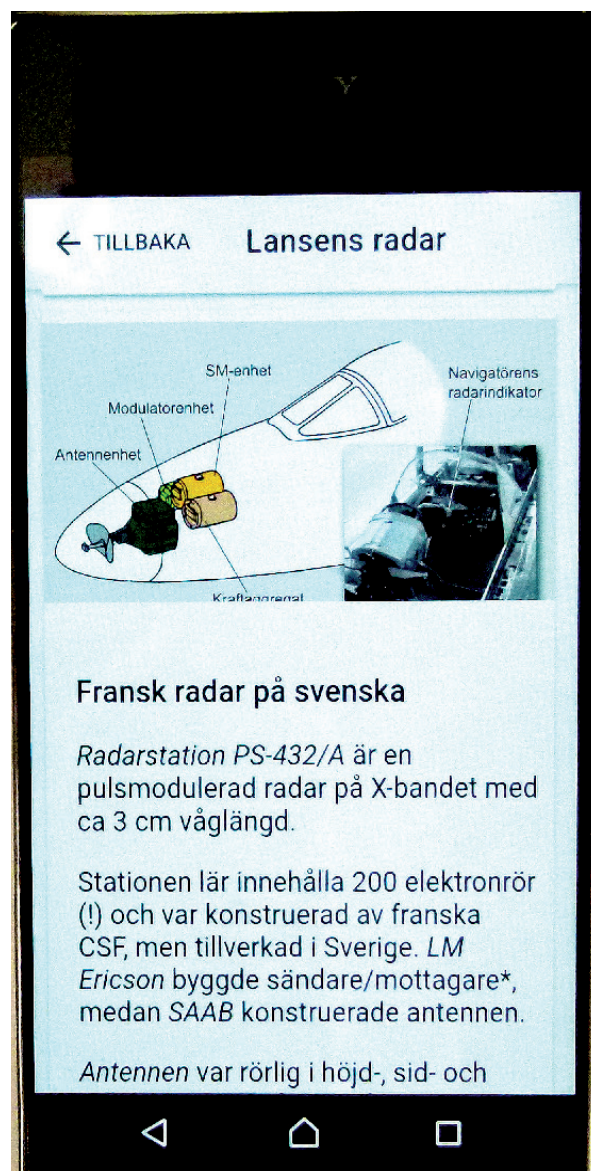 ← TILLBAKA Lansens radar
SM-enhet
Navigatörens
radarindikator
Modulatorenhet
Antennenhet
Kraftaggregat
Fransk radar på svenska
Radarstation PS-432/A är en
pulsmodulerad radar på X-bandet med
ca 3 cm våglängd.
Stationen lär innehålla 200 elektronrör
(!) och var konstruerad av franska
CSF, men tillverkad i Sverige. LM
Ericson byggde sändare/mottagare*,
medan SAAB konstruerade antennen.
Antennen var rörlig i höjd-, sid- och